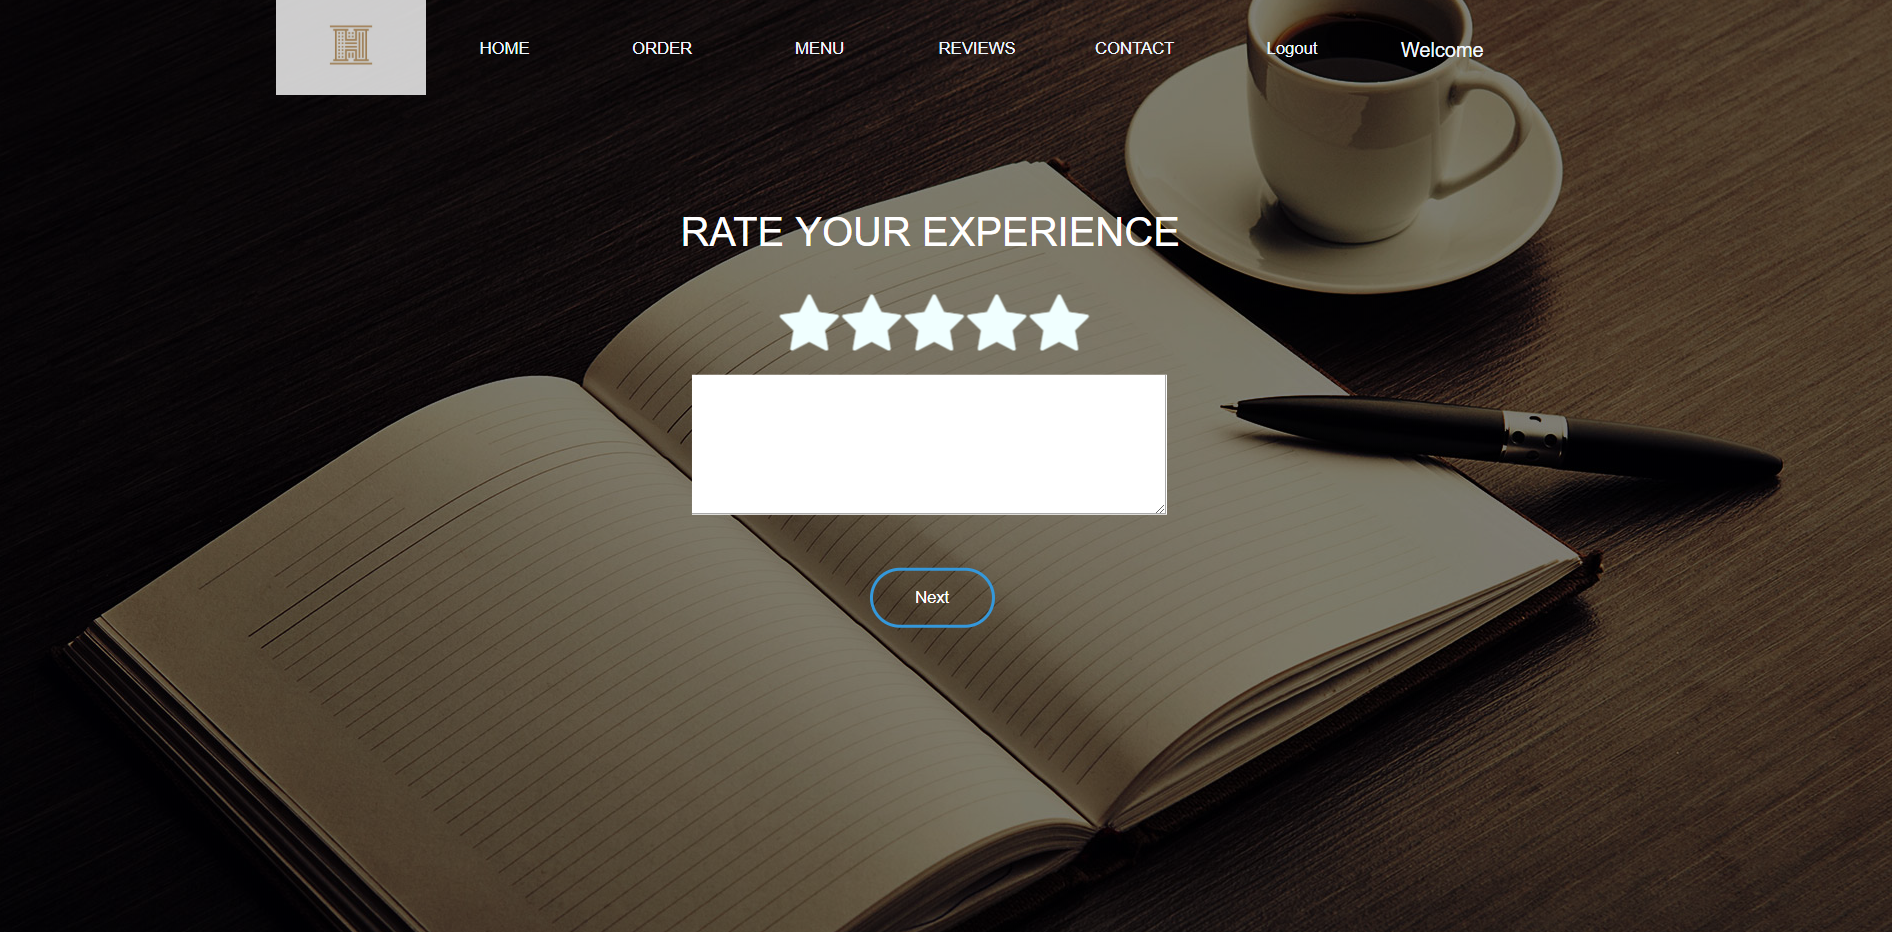 H
HOME
ORDER
MENU
REVIEWS
CONTACT
Logout
Welcome
RATE YOUR EXPERIENCE
Next